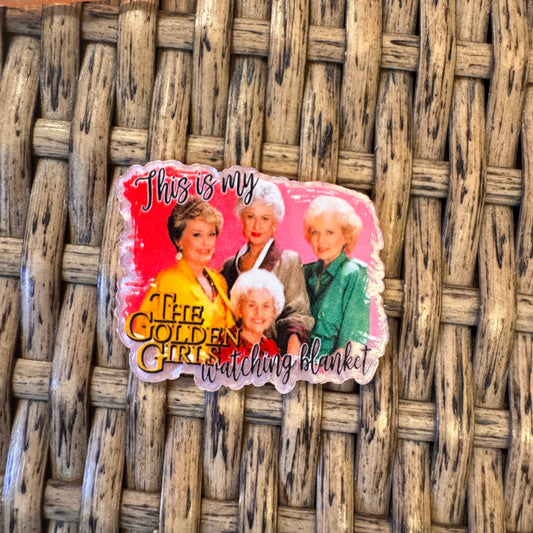 This is my
THE
GOLDEN
GIRLS
watching blanket